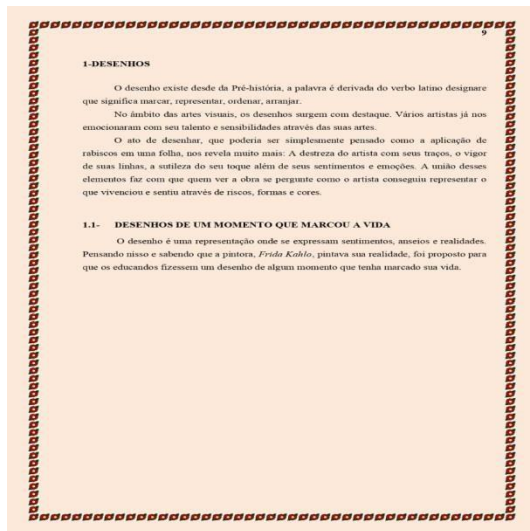 9
1-DESENHOS
O desenho existe desde da Pré-história, a palavra é derivada do verbo latino designare
que significa marcar, representar, ordenar, arranjar.
No âmbito das artes visuais, os desenhos surgem com destaque. Vários artistas já nos
emocionaram com seu talento e sensibilidades através das suas artes.
O ato de desenhar, que poderia ser simplesmente pensado como a aplicação de
rabiscos em uma folha, nos revela muito mais: A destreza do artista com seus traços, o vigor
de suas linhas, a sutileza do seu toque além de seus sentimentos e emoções. A união desses
elementos faz com que quem ver a obra se pergunte como o artista conseguiu representar o
que vivenciou e sentiu através de riscos, formas e cores.
1.1- DESENHOS DE UM MOMENTO QUE MARCOU A VIDA
O desenho é uma representação onde se expressam sentimentos, anseios e realidades.
Pensando nisso e sabendo que a pintora, Frida Kahlo, pintava sua realidade, foi proposto para
que os educandos fizessem um desenho de algum momento que tenha marcado sua vida.